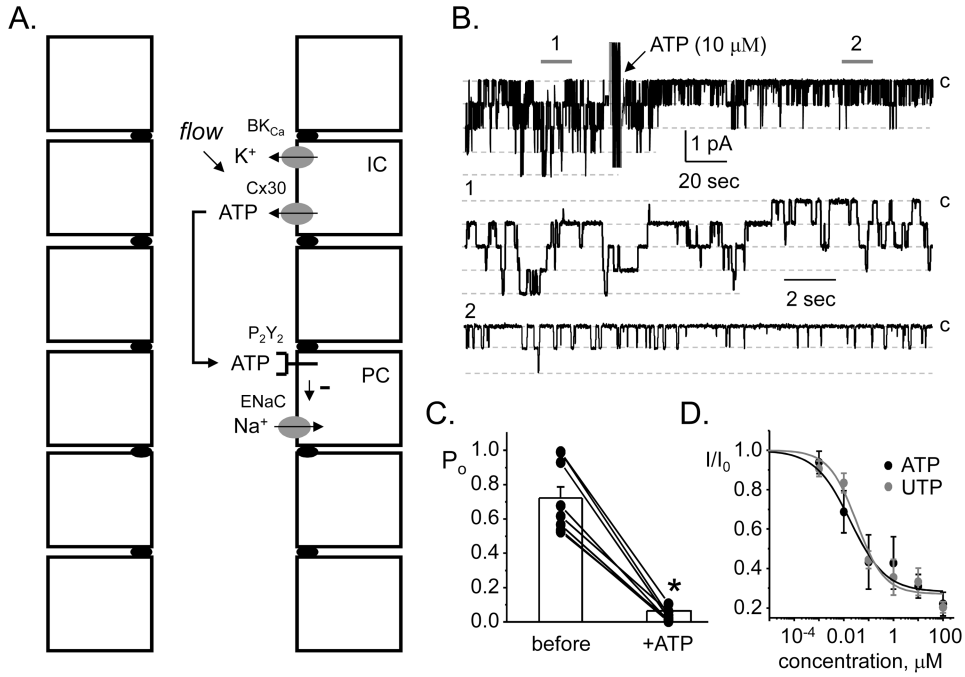 A.
flow
BK_Ca
K⁺
IC
Cx30
ATP
P₂Y₂
ATP
PC
-
ENaC
Na⁺
B.
1
ATP (10 μM)
2
c
1 pA
20 sec
1
c
2 sec
2
c
C.
P₀
1.0
0.8
0.6
0.4
0.2
0.0
*
before
+ATP
D.
I/I₀
1.0
0.8
0.6
0.4
0.2
ATP
UTP
10⁻⁴
0.01
1
100
concentration, μM